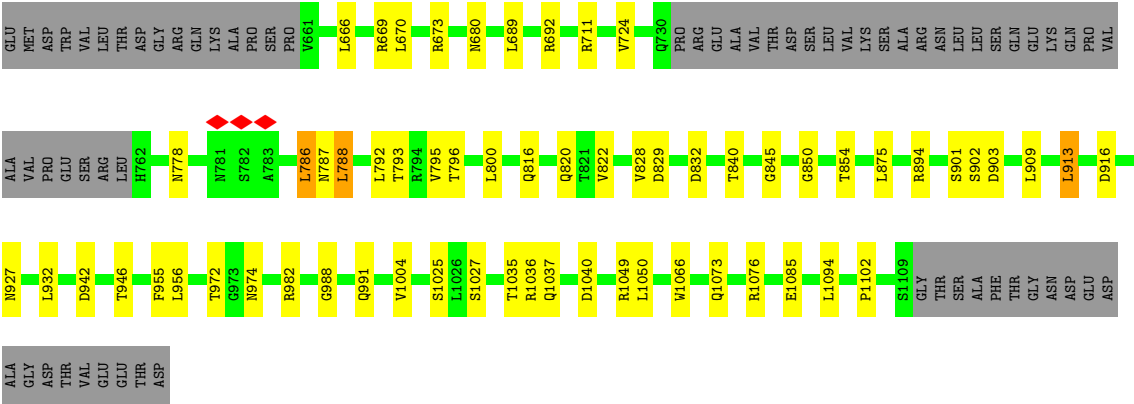 GLU MET ASP TRP VAL LEU THR ASP GLY ARG GLN LYS ALA PRO SER PRO V661 L666 R669 L670 R673 N680 L689 R692 R711 V724 Q730 PRO ARG GLU ALA VAL THR ASP SER LEU VAL LYS SER ALA ARG ASN LEU LEU SER GLN GLU LYS GLN PRO VAL
ALA VAL PRO GLU SER ARG LEU H762 N778 N781 S782 A783 L786 N787 L788 L792 T793 R794 V795 T796 L800 Q816 Q820 T821 V822 V828 D829 D832 T840 G845 G850 T854 L875 R894 S901 S902 D903 L909 L913 D916
N927 L932 D942 T946 F955 L956 T972 G973 N974 R982 G988 Q991 V1004 S1025 L1026 S1027 T1035 R1036 Q1037 D1040 R1049 L1050 W1066 Q1073 R1076 E1085 L1094 P1102 S1109 GLY THR SER ALA PHE THR GLY ASN ASP GLU ASP
ALA GLY ASP THR VAL GLU GLU THR ASP